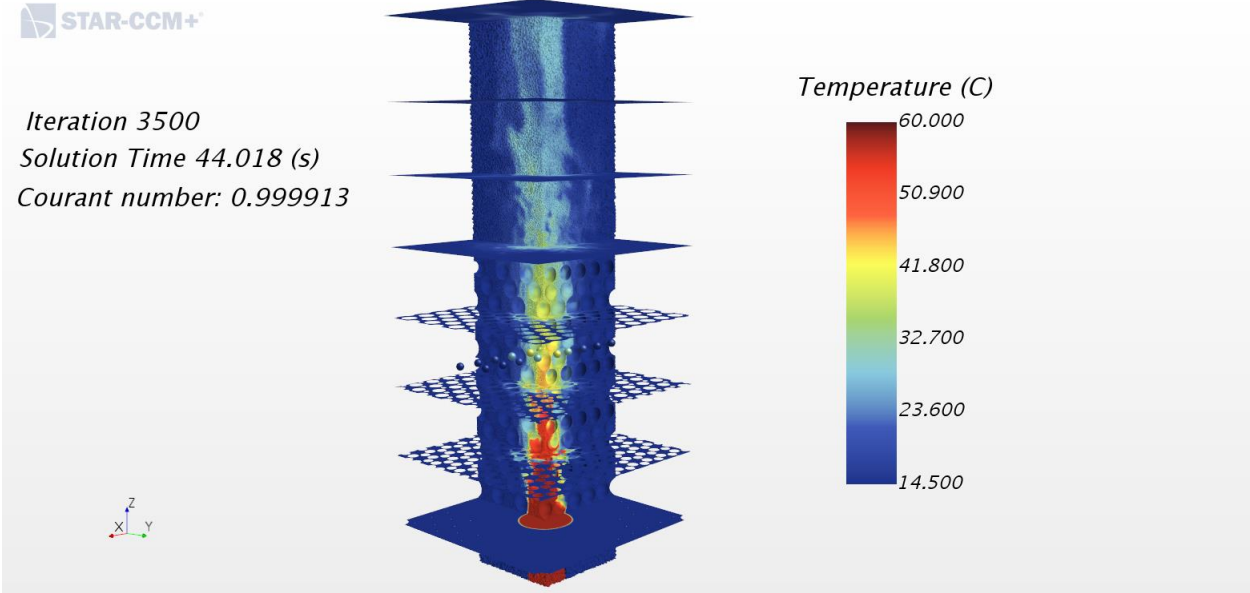 STAR-CCM+
Iteration 3500
Solution Time 44.018 (s)
Courant number: 0.999913
Temperature (C)
60.000
50.900
41.800
32.700
23.600
14.500
Z
X
Y